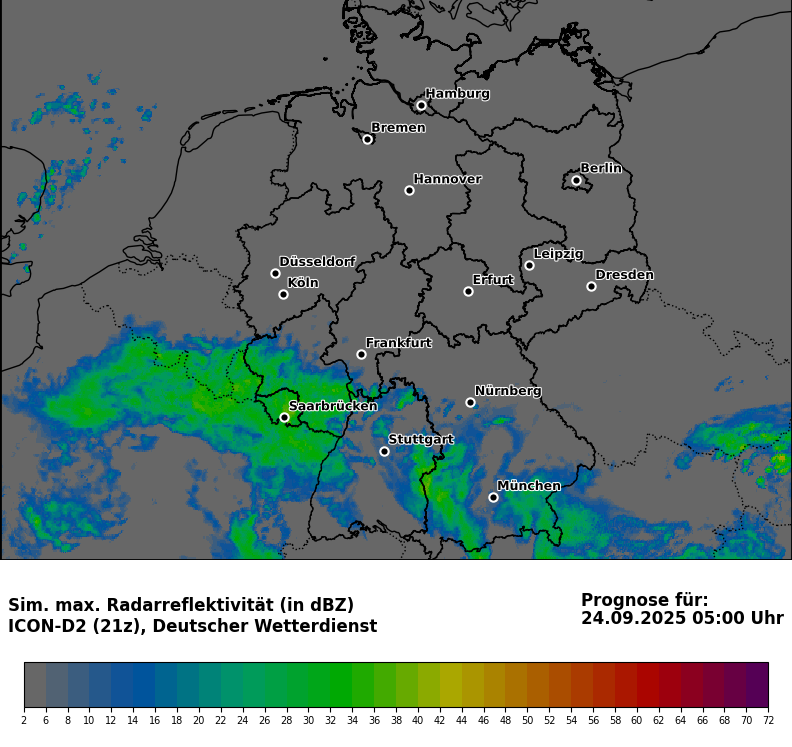 Hamburg
Bremen
Berlin
Hannover
Leipzig
Düsseldorf
Dresden
Köln
Erfurt
Frankfurt
Nürnberg
Saarbrücken
Stuttgart
München
Sim. max. Radarreflektivität (in dBZ)
ICON-D2 (21z), Deutscher Wetterdienst
Prognose für:
24.09.2025 05:00 Uhr
2 6 8 10 12 14 16 18 20 22 24 26 28 30 32 34 36 38 40 42 44 46 48 50 52 54 56 58 60 62 64 66 68 70 72